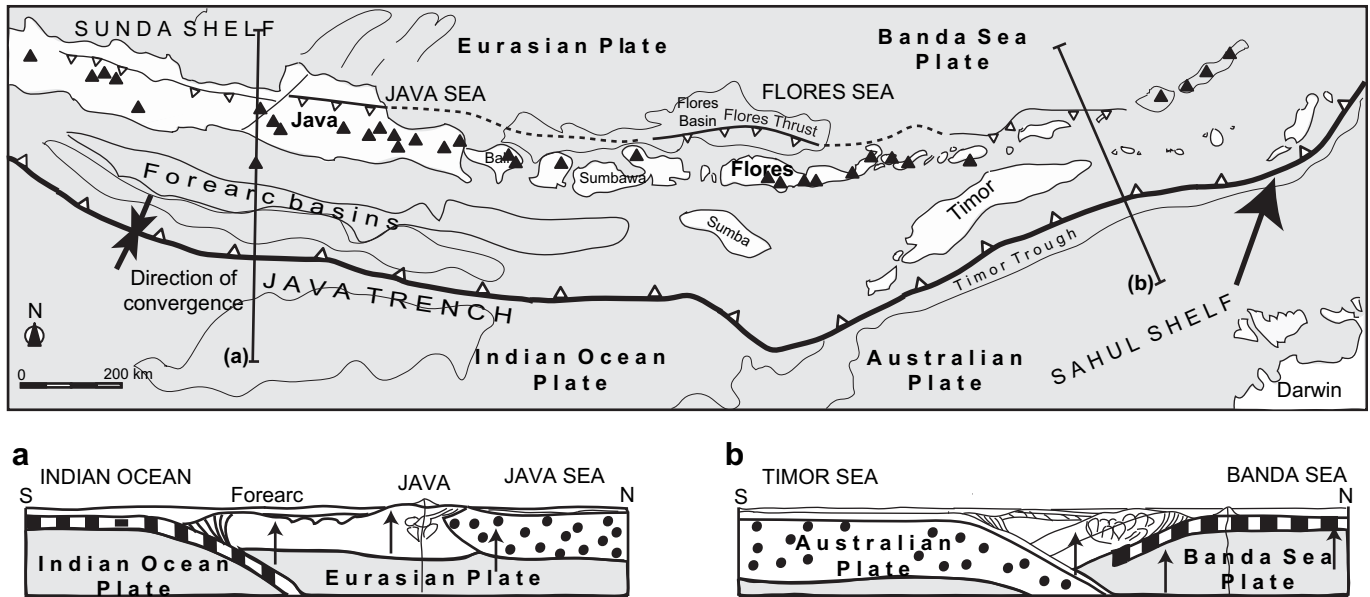 SUNDA SHELF
Eurasian Plate
Banda Sea
Plate
JAVA SEA
FLORES SEA
Flores
Basin
Flores Thrust
Java
Bali
Sumbawa
Flores
Forearc basins
Sumba
Timor
Timor Trough
Direction of
convergence
JAVA TRENCH
N
(a)
(b)
0
200 km
Indian Ocean
Plate
Australian
Plate
SAHUL SHELF
Darwin
a
INDIAN OCEAN
JAVA
JAVA SEA
S
Forearc
N
Indian Ocean
Plate
Eurasian Plate
b
TIMOR SEA
BANDA SEA
S
N
Australian
Plate
Banda Sea
Plate